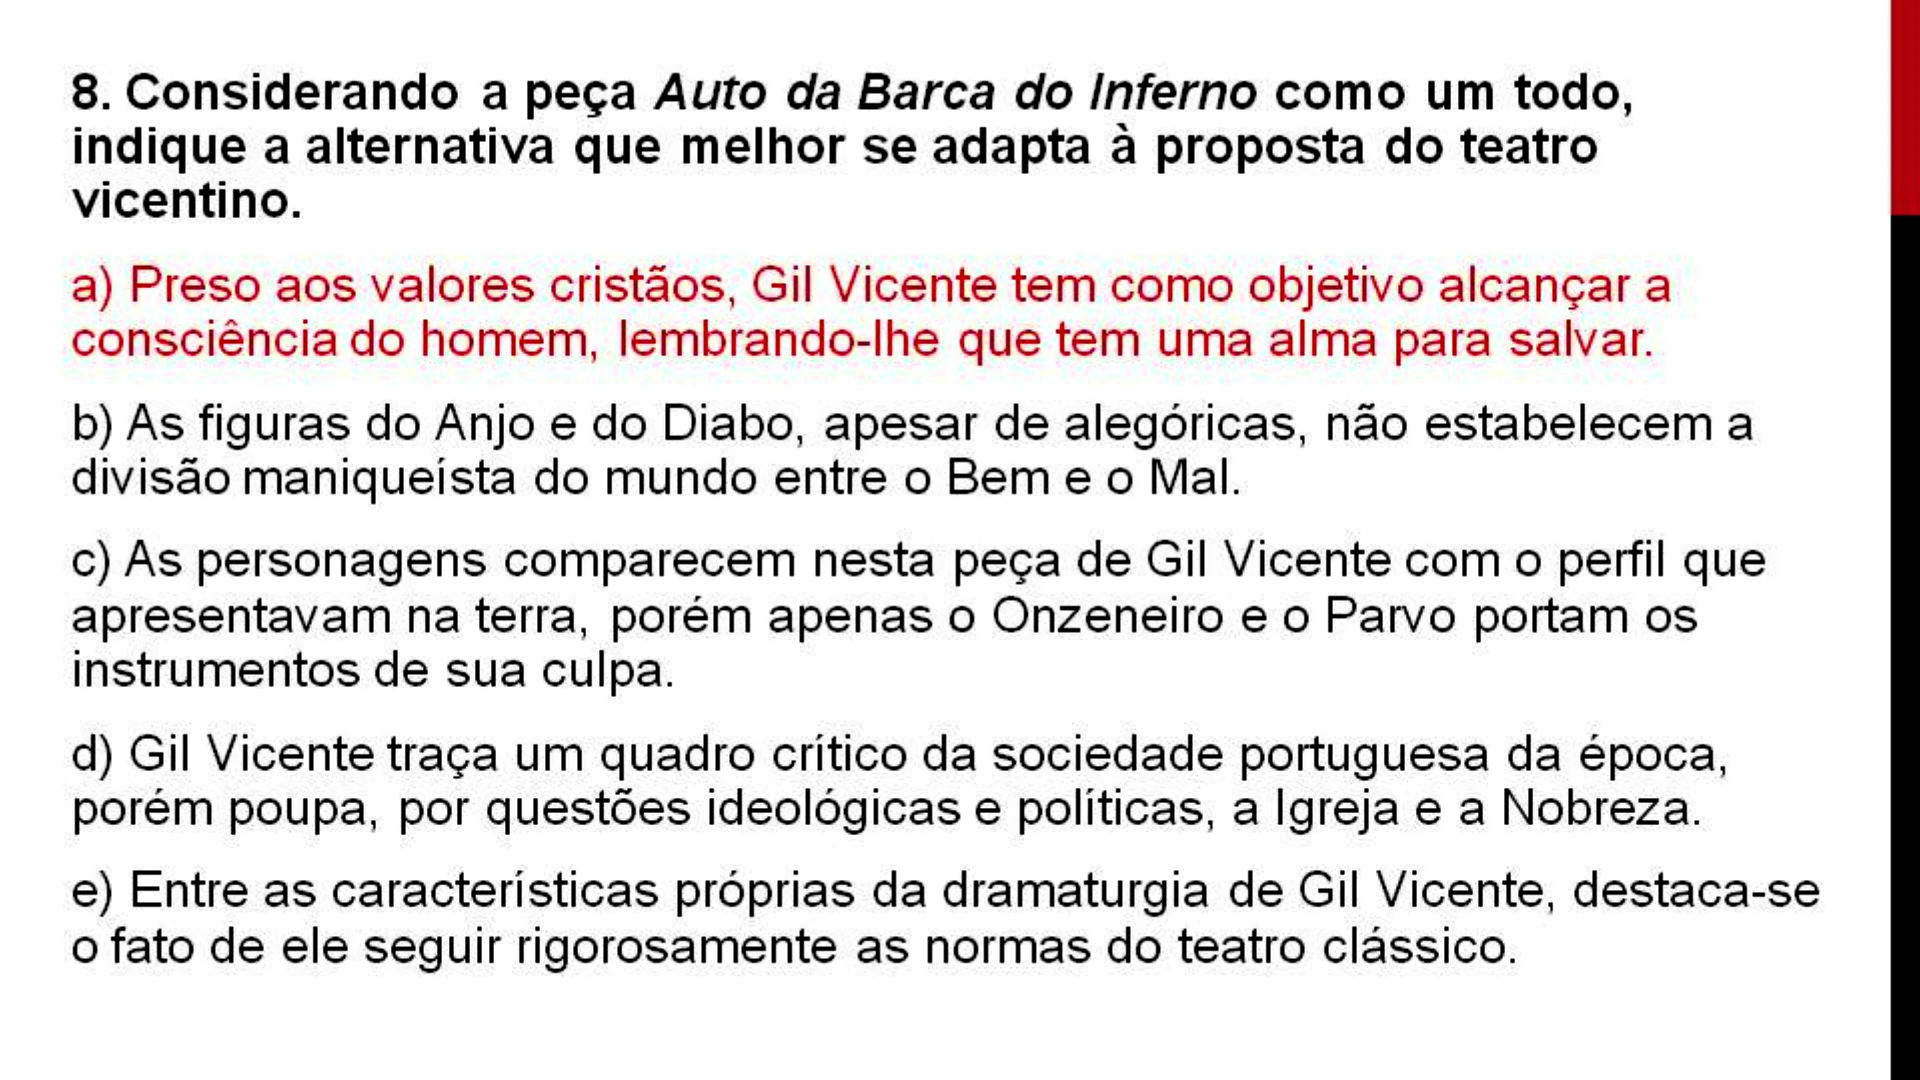 8. Considerando a peça Auto da Barca do Inferno como um todo,
indique a alternativa que melhor se adapta à proposta do teatro
vicentino.
a) Preso aos valores cristãos, Gil Vicente tem como objetivo alcançar a
consciência do homem, lembrando-lhe que tem uma alma para salvar.
b) As figuras do Anjo e do Diabo, apesar de alegóricas, não estabelecem a
divisão maniqueísta do mundo entre o Bem e o Mal.
c) As personagens comparecem nesta peça de Gil Vicente com o perfil que
apresentavam na terra, porém apenas o Onzeneiro e o Parvo portam os
instrumentos de sua culpa.
d) Gil Vicente traça um quadro crítico da sociedade portuguesa da época,
porém poupa, por questões ideológicas e políticas, a Igreja e a Nobreza.
e) Entre as características próprias da dramaturgia de Gil Vicente, destaca-se
o fato de ele seguir rigorosamente as normas do teatro clássico.